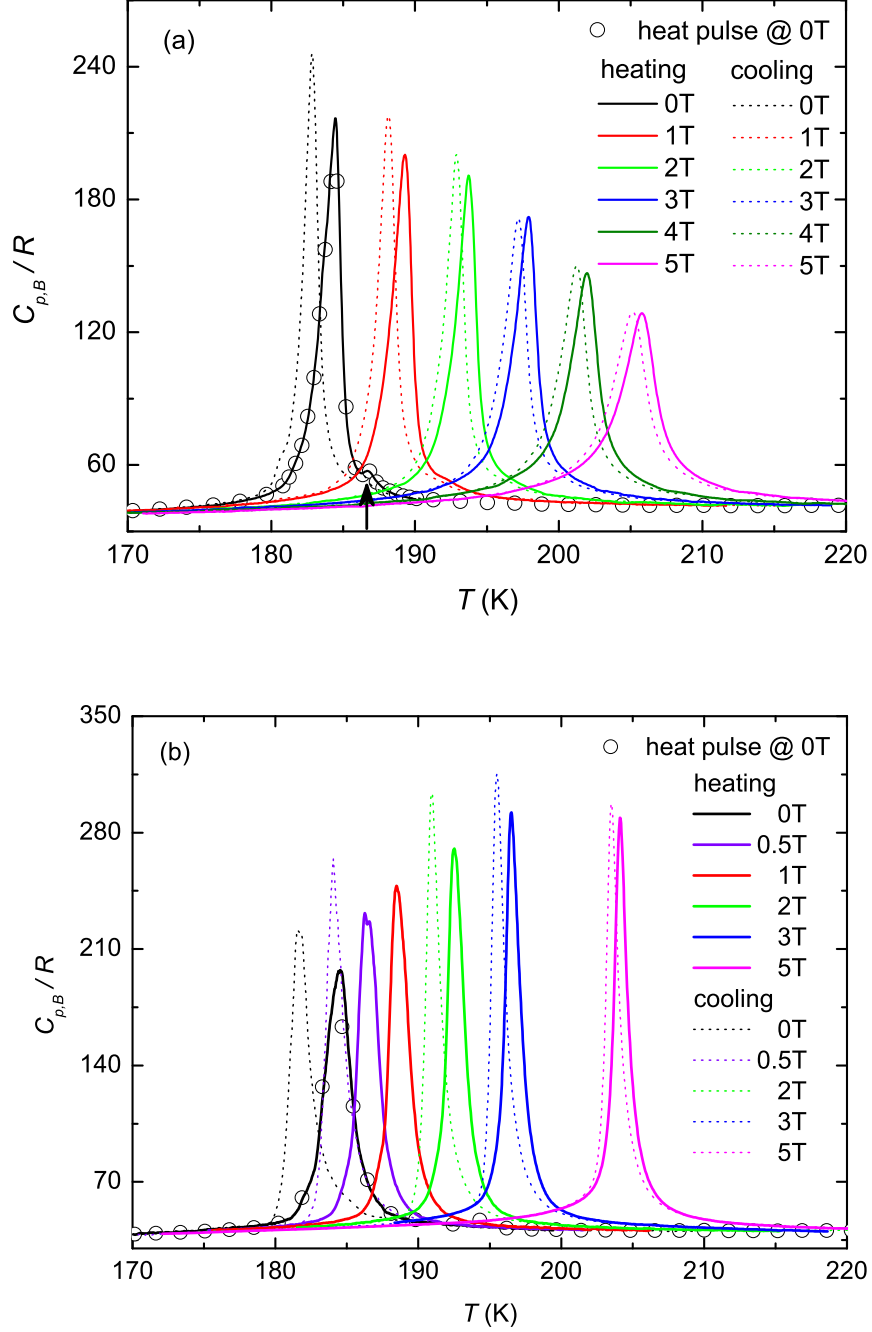 (a)
heat pulse @ 0T
heating cooling
0T 0T
1T 1T
2T 2T
3T 3T
4T 4T
5T 5T
240
180
120
60
C_{p,B} / R
170 180 190 200 210 220
T (K)
(b)
heat pulse @ 0T
heating
0T
0.5T
1T
2T
3T
5T
cooling
0T
0.5T
2T
3T
5T
350
280
210
140
70
C_{p,B} / R
170 180 190 200 210 220
T (K)